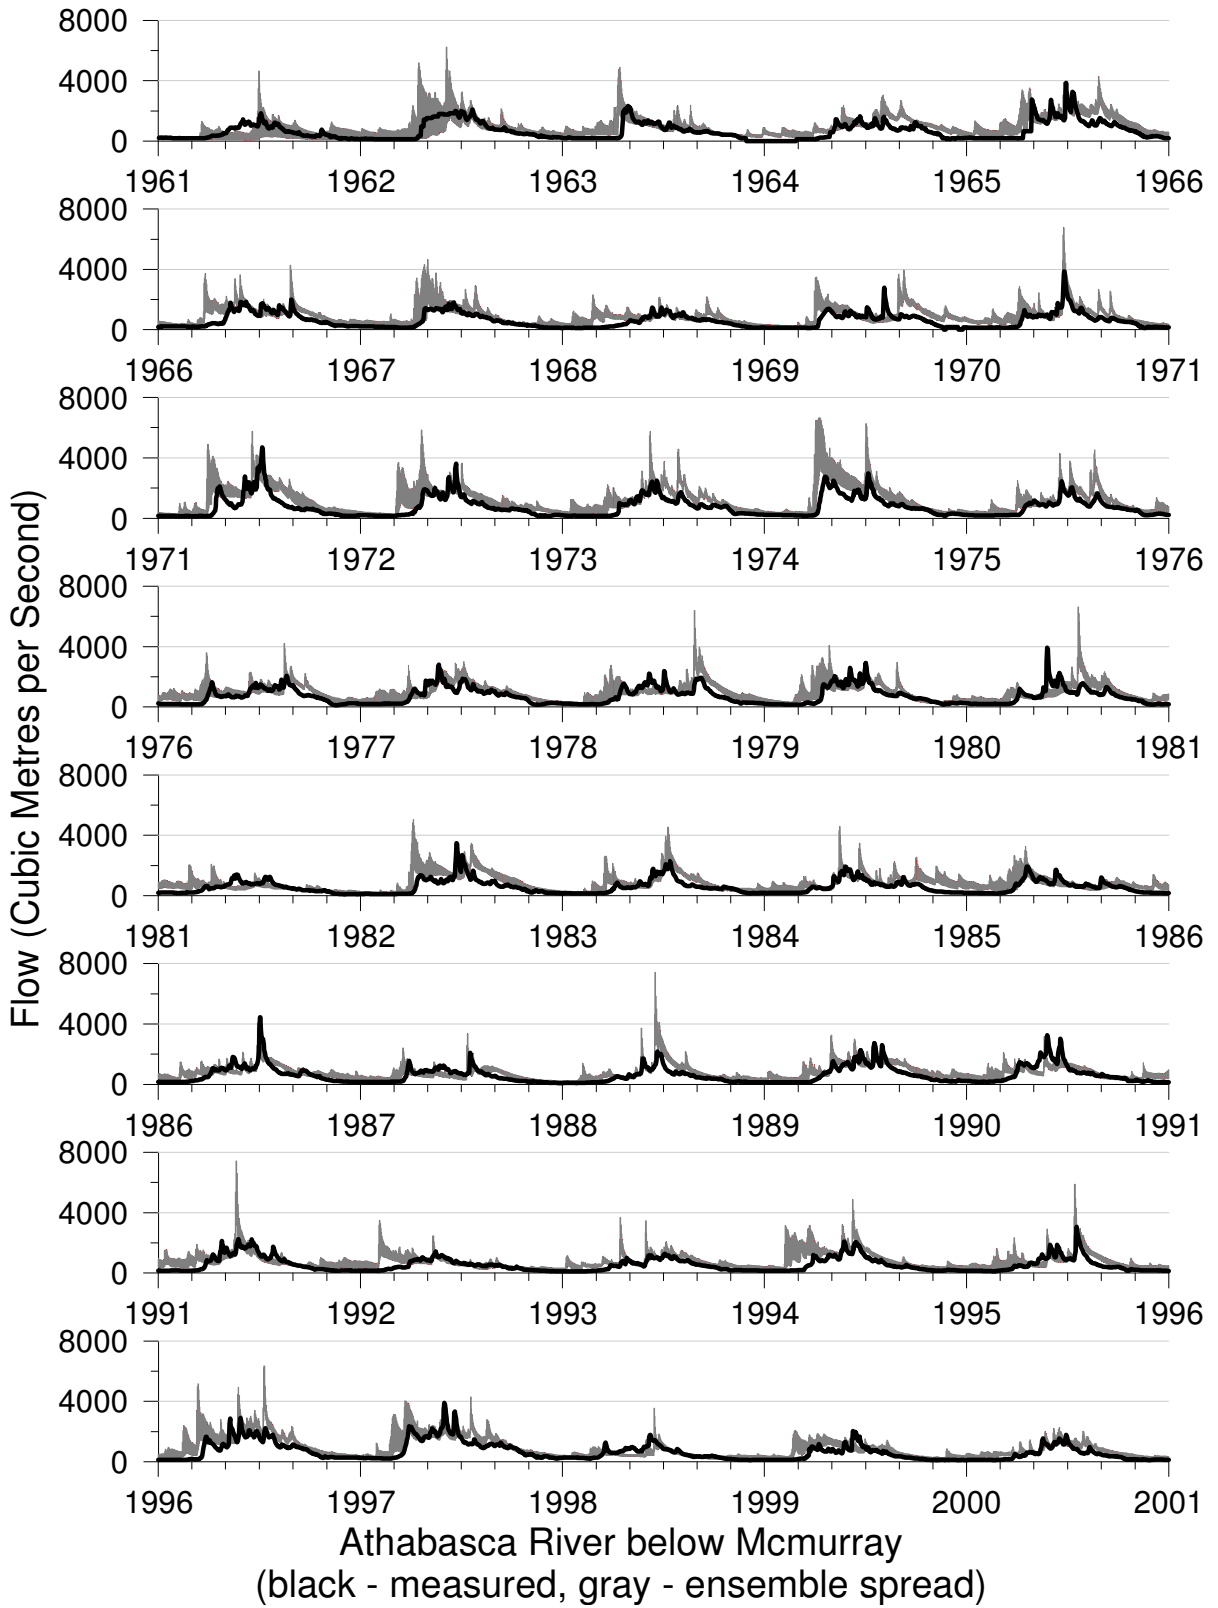 8000
4000
0
1961 1962 1963 1964 1965 1966
8000
4000
0
1966 1967 1968 1969 1970 1971
8000
4000
0
1971 1972 1973 1974 1975 1976
8000
4000
0
1976 1977 1978 1979 1980 1981
8000
4000
0
1981 1982 1983 1984 1985 1986
8000
4000
0
1986 1987 1988 1989 1990 1991
8000
4000
0
1991 1992 1993 1994 1995 1996
8000
4000
0
1996 1997 1998 1999 2000 2001
Flow (Cubic Metres per Second)
Athabasca River below Mcmurray
(black - measured, gray - ensemble spread)